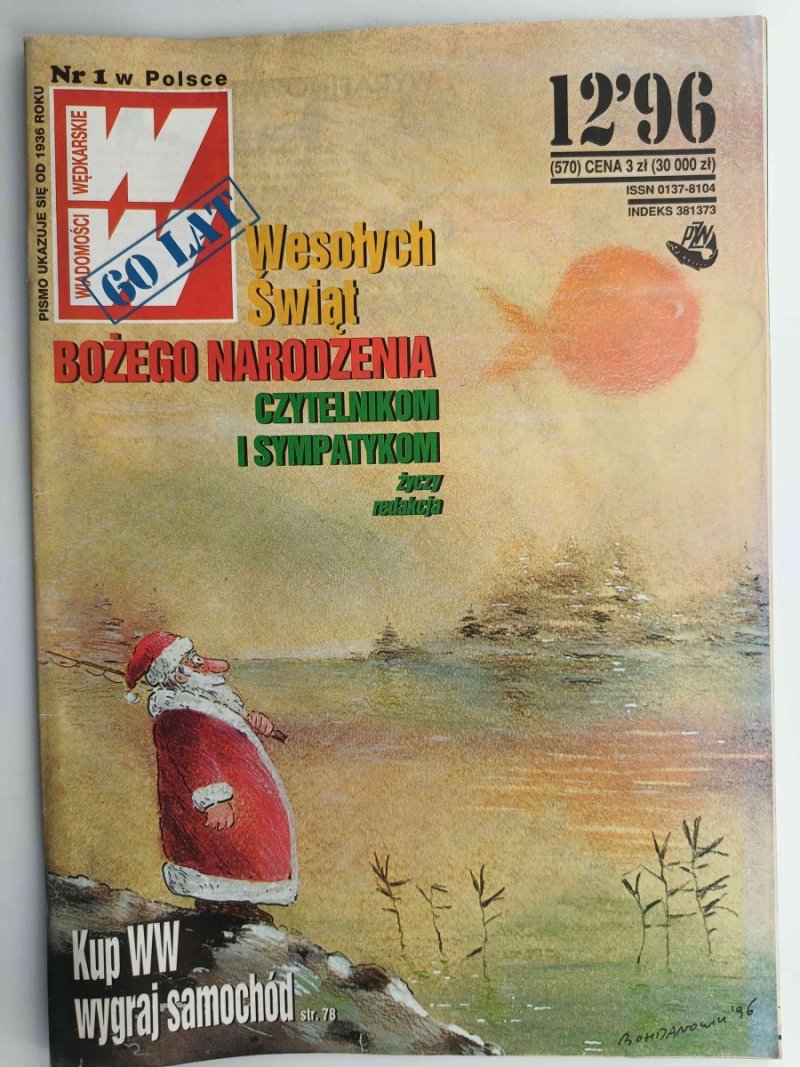 Nr 1 w Polsce
PISMO UKAZUJE SIĘ OD 1936 ROKU
WIADOMOŚCI WĘDKARSKIE
WW
60 LAT
12'96
(570) CENA 3 zł (30 000 zł)
ISSN 0137-8104
INDEKS 381373
PZW
Wesołych
Świąt
BOŻEGO NARODZENIA
CZYTELNIKOM
I SYMPATYKOM
życzy
redakcja
Kup WW
wygraj samochód str. 78
BOHDANOWICZ '96